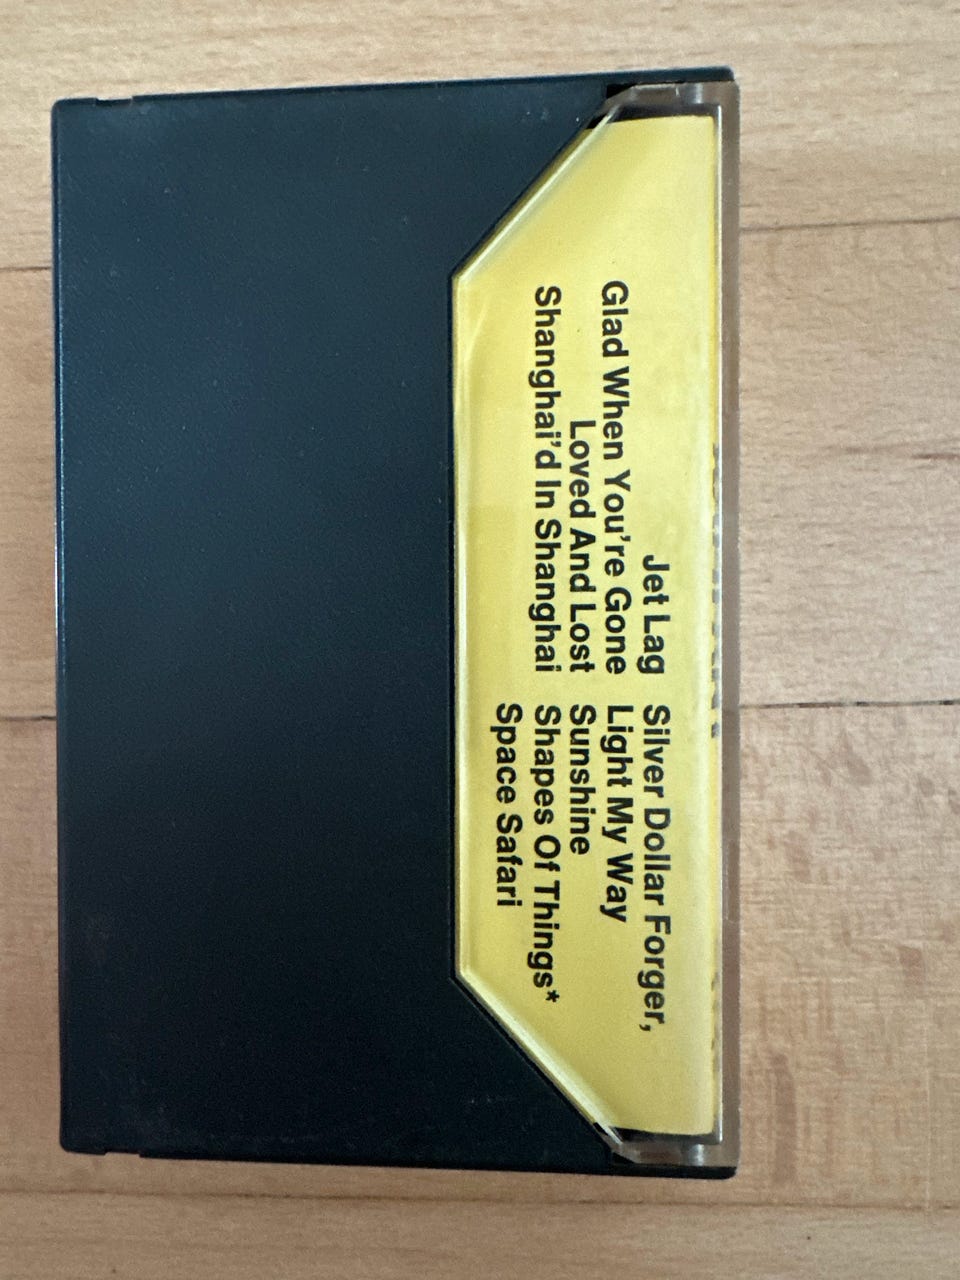 Jet Lag
Glad When You're Gone
Loved And Lost
Shanghai'd In Shanghai
Silver Dollar Forger,
Light My Way
Sunshine
Shapes Of Things*
Space Safari